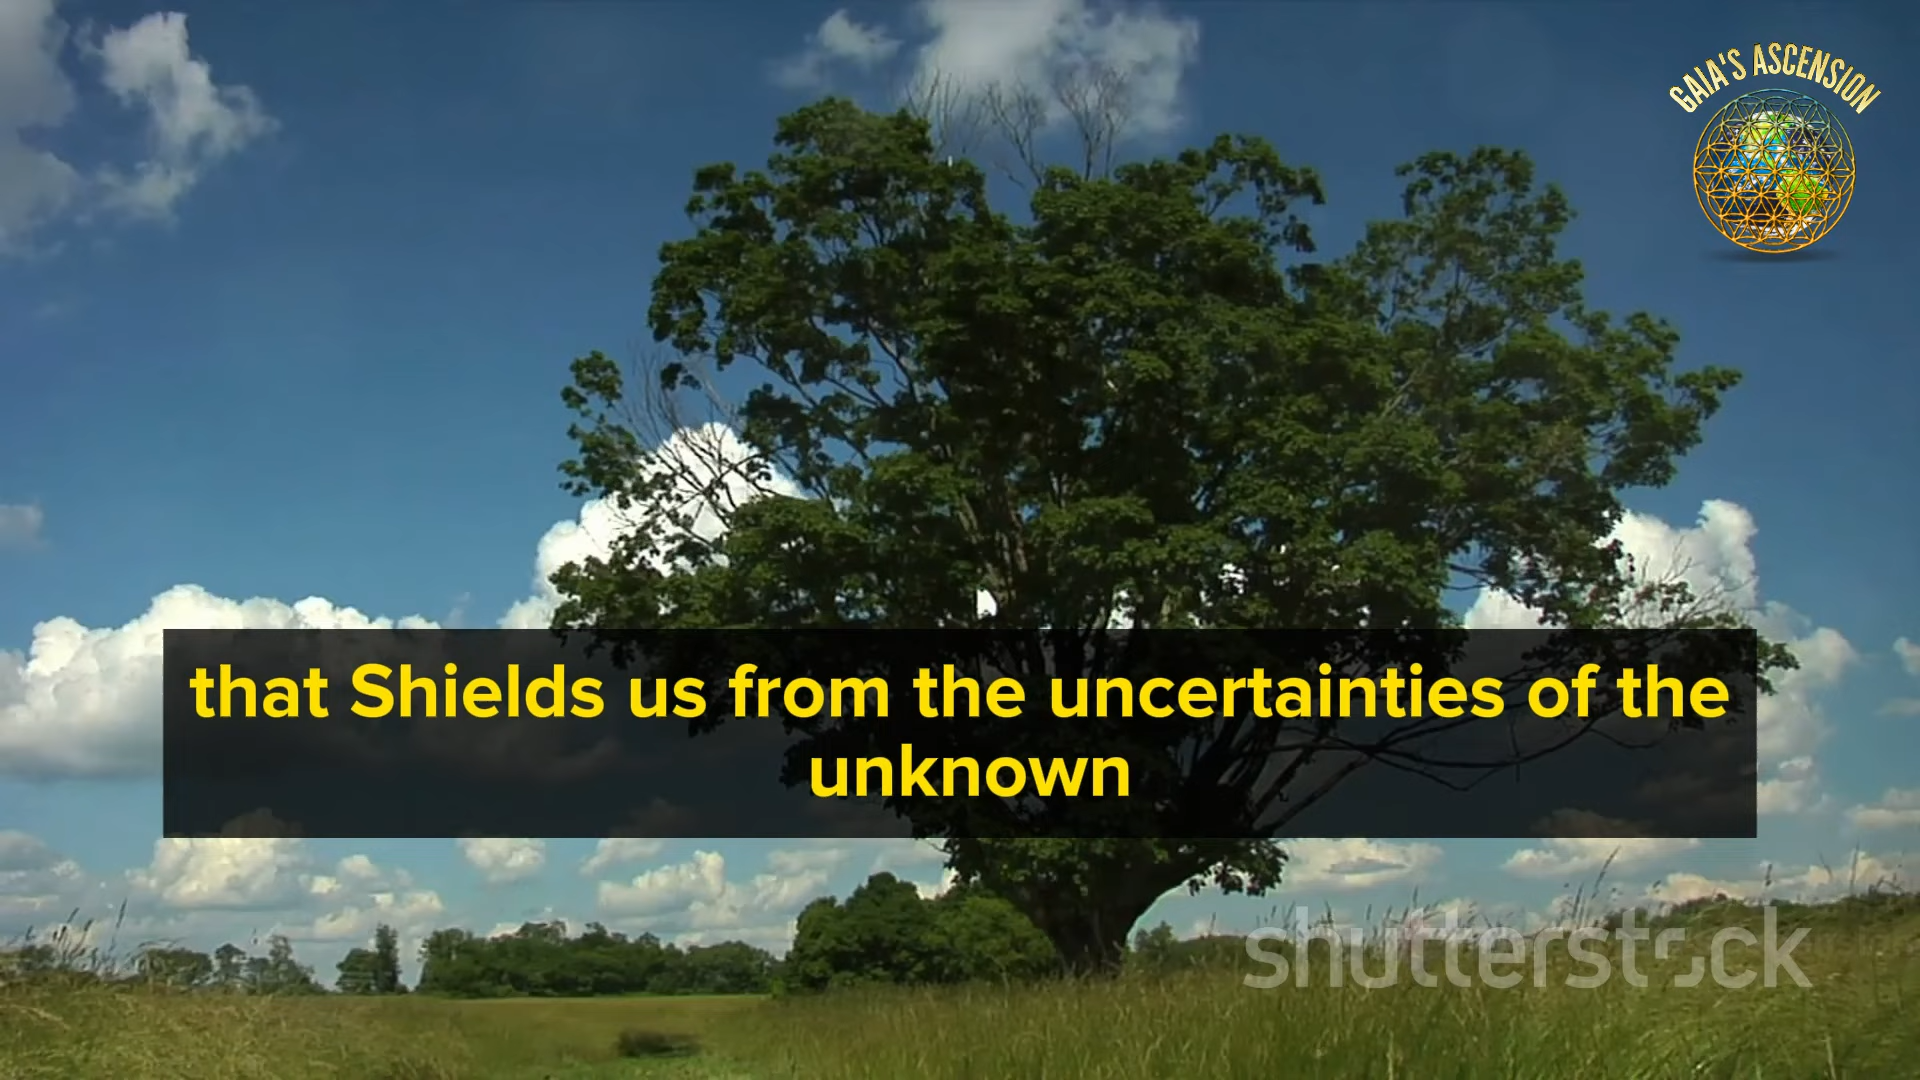 GAIA'S ASCENSION
that Shields us from the uncertainties of the
unknown
shutterstock